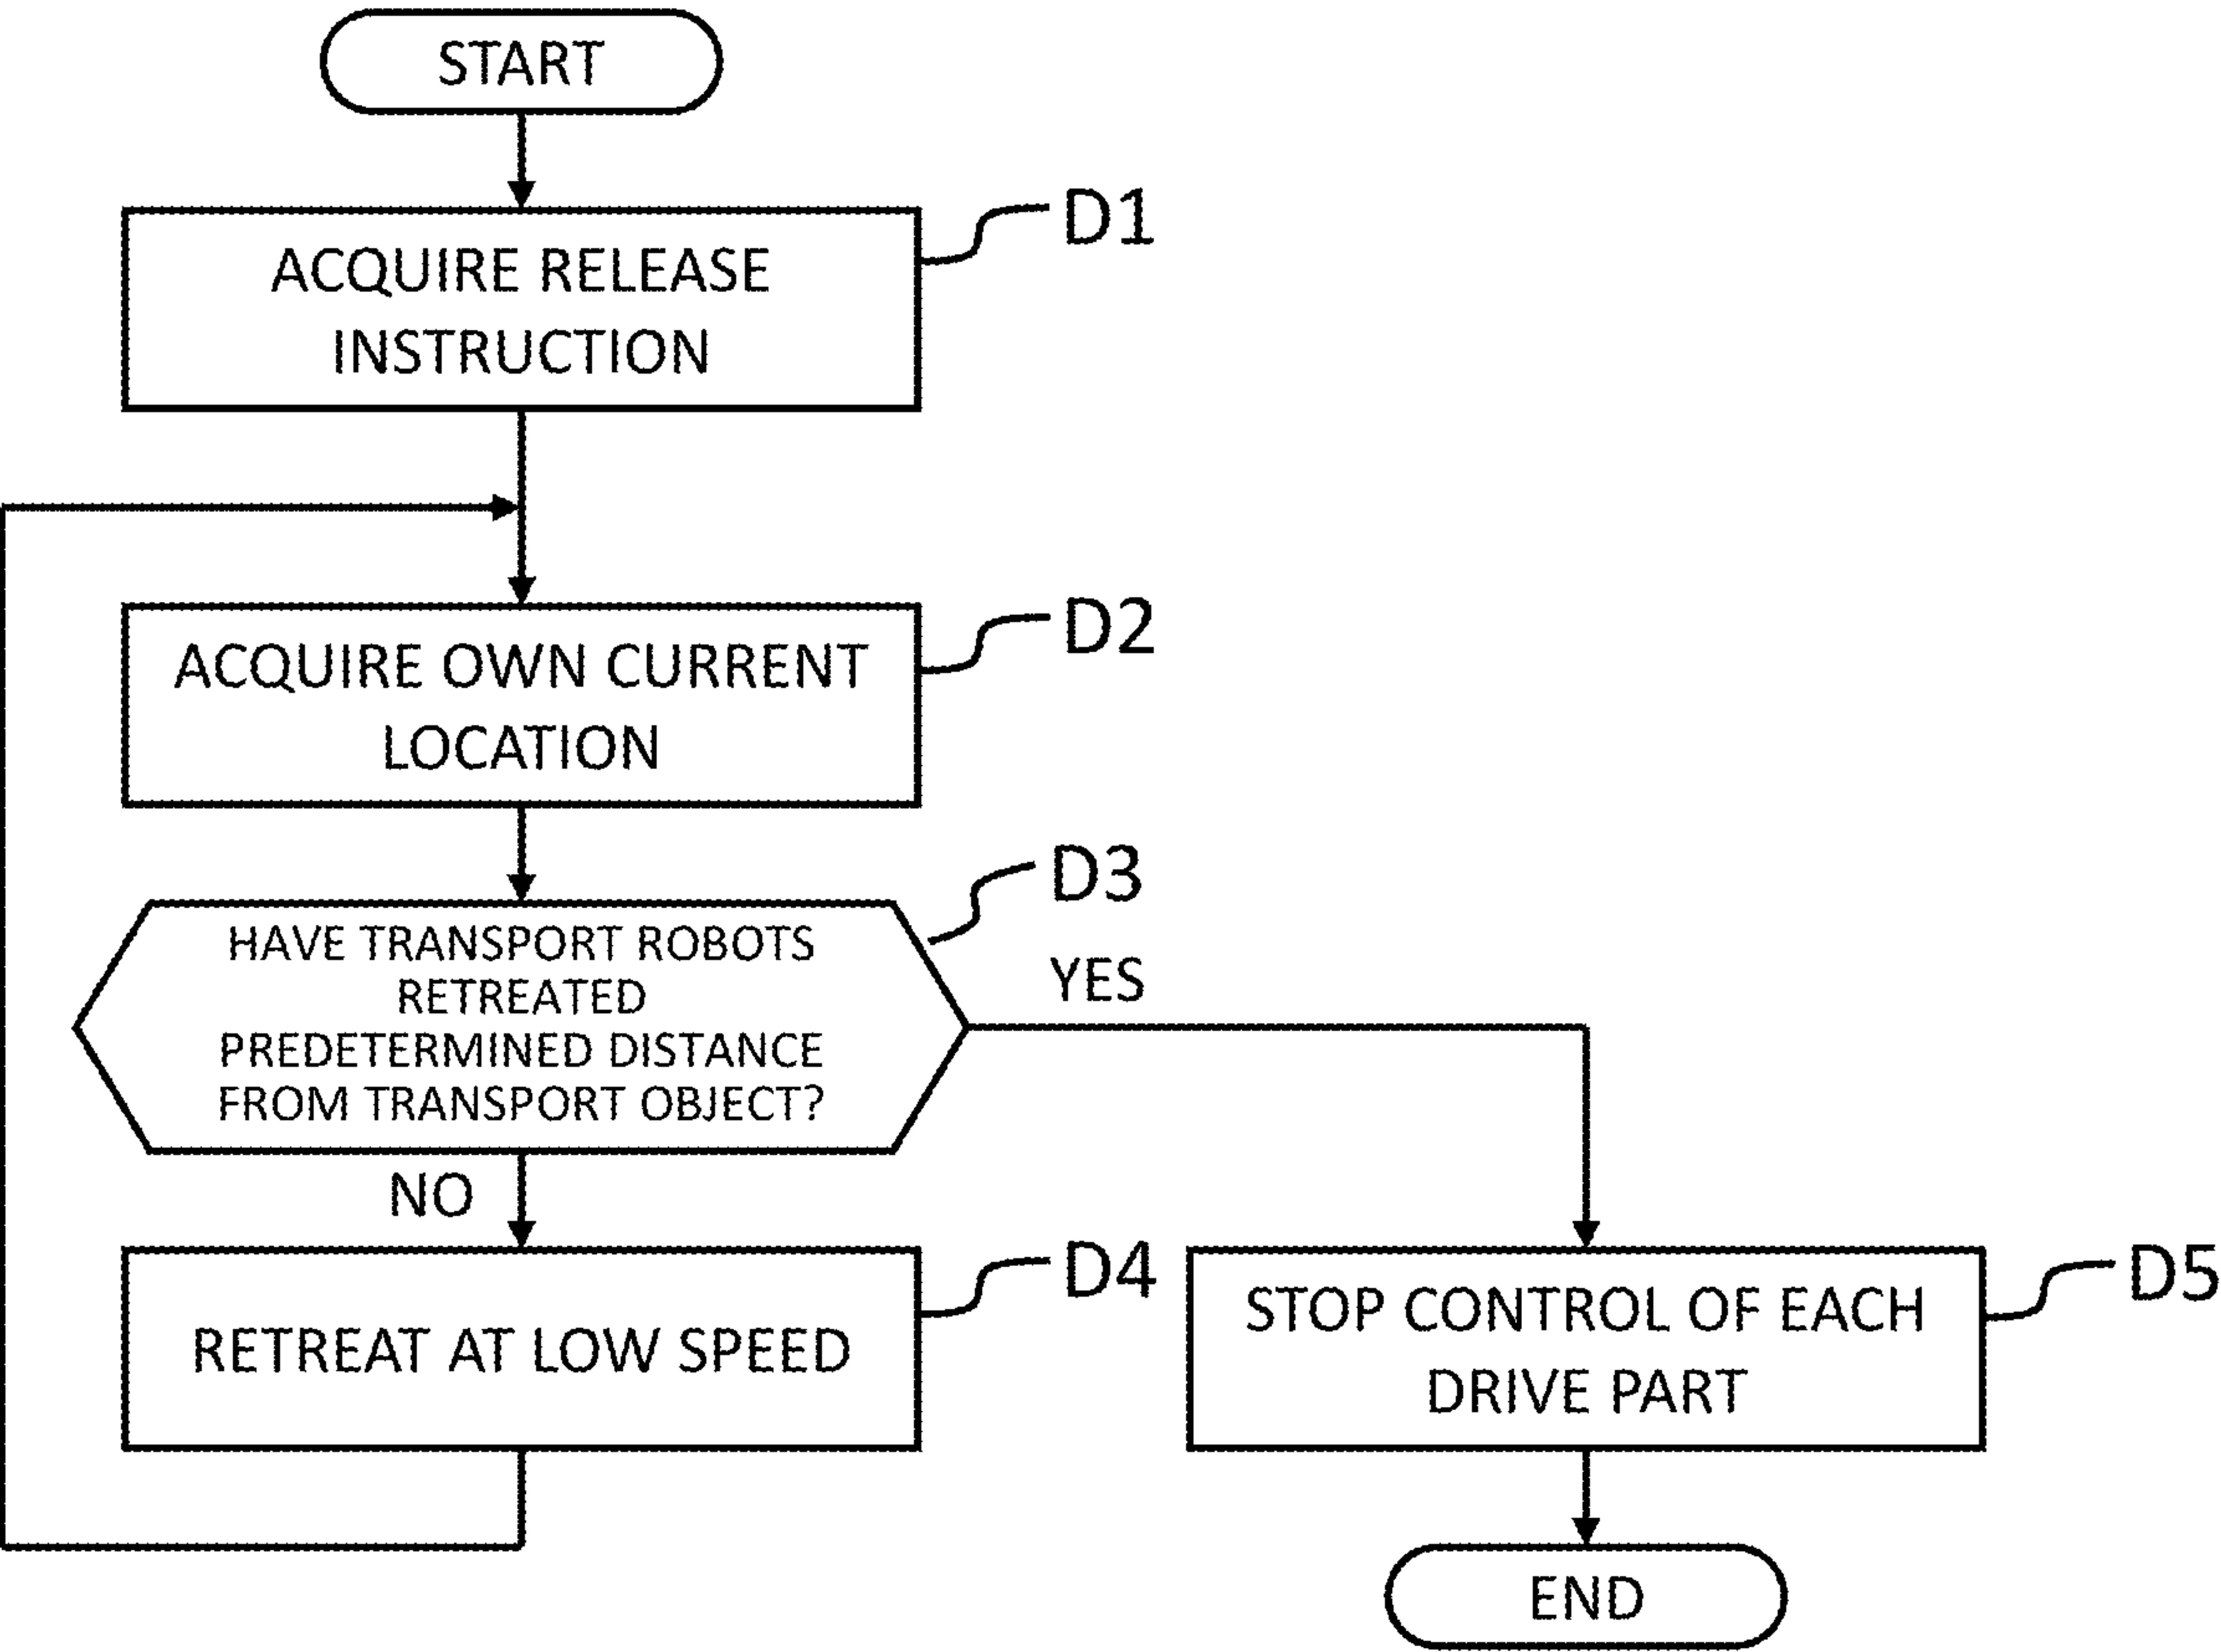 START
D1
ACQUIRE RELEASE
INSTRUCTION
D2
ACQUIRE OWN CURRENT
LOCATION
D3
HAVE TRANSPORT ROBOTS
RETREATED
PREDETERMINED DISTANCE
FROM TRANSPORT OBJECT?
YES
NO
D4
RETREAT AT LOW SPEED
D5
STOP CONTROL OF EACH
DRIVE PART
END